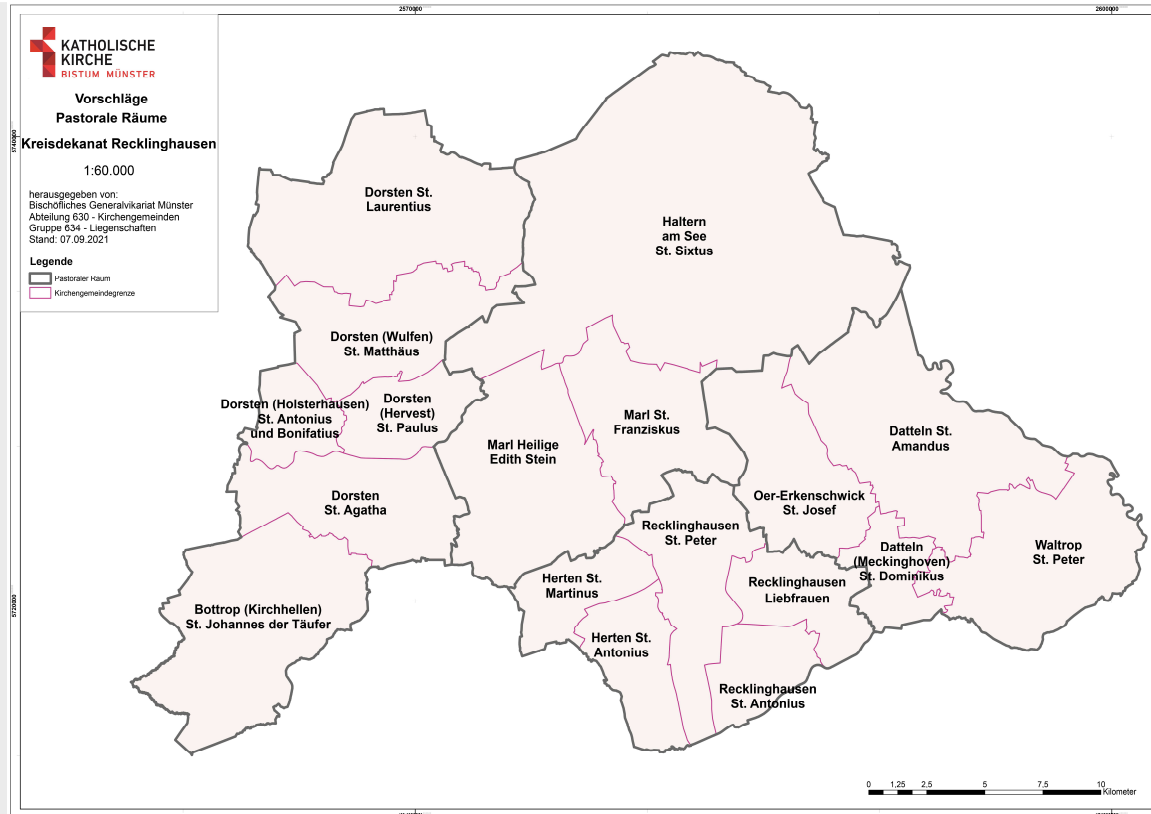 2570000
2600000
KATHOLISCHE
KIRCHE
BISTUM MÜNSTER
Vorschläge
Pastorale Räume
Kreisdekanat Recklinghausen
1:60.000
herausgegeben von:
Bischöfliches Generalvikariat Münster
Abteilung 630 - Kirchengemeinden
Gruppe 634 - Liegenschaften
Stand: 07.09.2021
Legende
Pastoraler Raum
Kirchengemeindegrenze
5740000
5720000
Dorsten St.
Laurentius
Haltern
am See
St. Sixtus
Dorsten (Wulfen)
St. Matthäus
Dorsten (Holsterhausen)
St. Antonius
und Bonifatius
Dorsten
(Hervest)
St. Paulus
Marl Heilige
Edith Stein
Marl St.
Franziskus
Datteln St.
Amandus
Dorsten
St. Agatha
Oer-Erkenschwick
St. Josef
Recklinghausen
St. Peter
Datteln
(Meckinghoven)
St. Dominikus
Waltrop
St. Peter
Herten St.
Martinus
Recklinghausen
Liebfrauen
Bottrop (Kirchhellen)
St. Johannes der Täufer
Herten St.
Antonius
Recklinghausen
St. Antonius
0 1,25 2,5 5 7,5 10
Kilometer